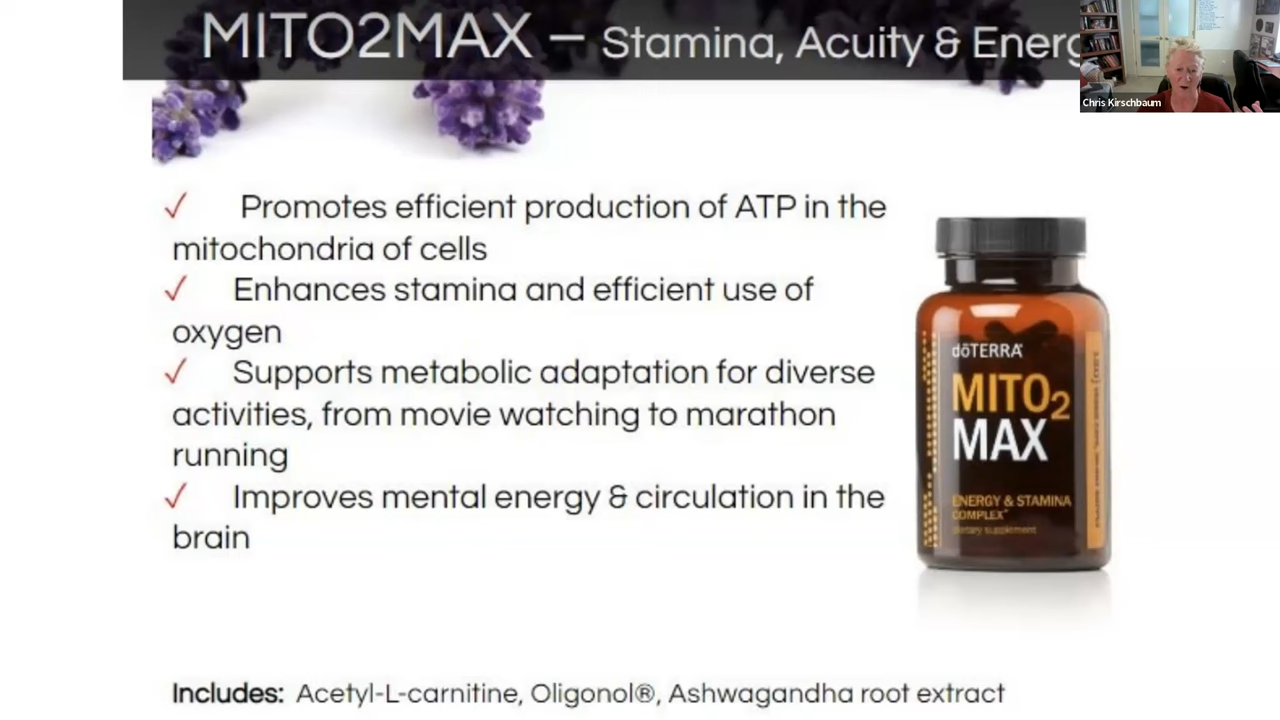 MITO2MAX – Stamina, Acuity & Energ
Chris Kirschbaum
✓ Promotes efficient production of ATP in the
mitochondria of cells
✓ Enhances stamina and efficient use of
oxygen
✓ Supports metabolic adaptation for diverse
activities, from movie watching to marathon
running
✓ Improves mental energy & circulation in the
brain
dōTERRA
MITO2
MAX
ENERGY & STAMINA
COMPLEX*
dietary supplement
Includes: Acetyl-L-carnitine, Oligonol®, Ashwagandha root extract